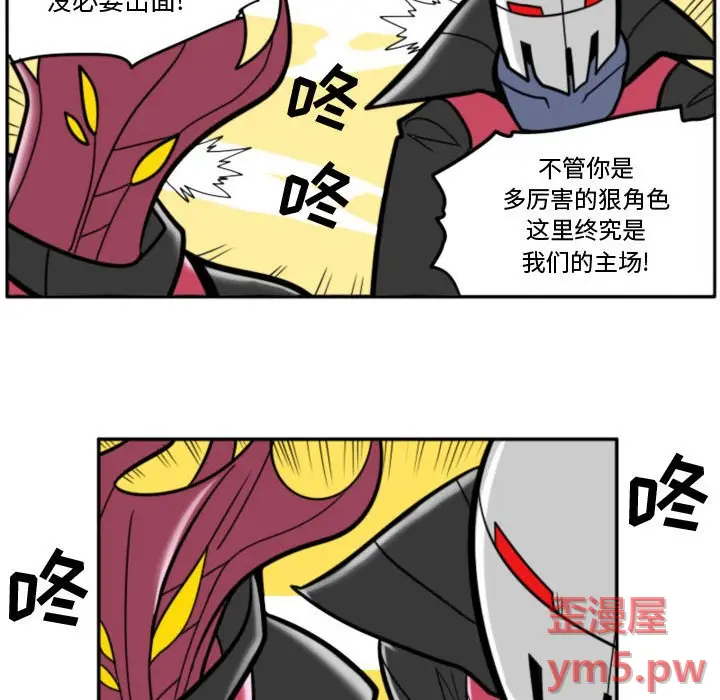 没必要出面!
咚
咚
不管你是
多厉害的狠角色
这里终究是
我们的主场!
咚
咚
歪漫屋
ym5.pw